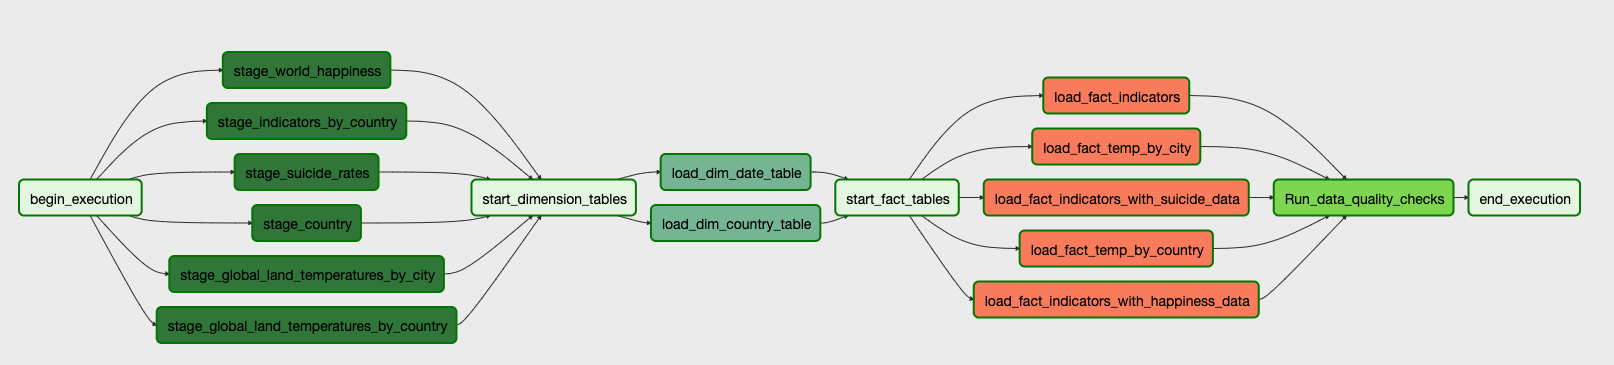 begin_execution
stage_world_happiness
stage_indicators_by_country
stage_suicide_rates
stage_country
stage_global_land_temperatures_by_city
stage_global_land_temperatures_by_country
start_dimension_tables
load_dim_date_table
load_dim_country_table
start_fact_tables
load_fact_indicators
load_fact_temp_by_city
load_fact_indicators_with_suicide_data
load_fact_temp_by_country
load_fact_indicators_with_happiness_data
Run_data_quality_checks
end_execution